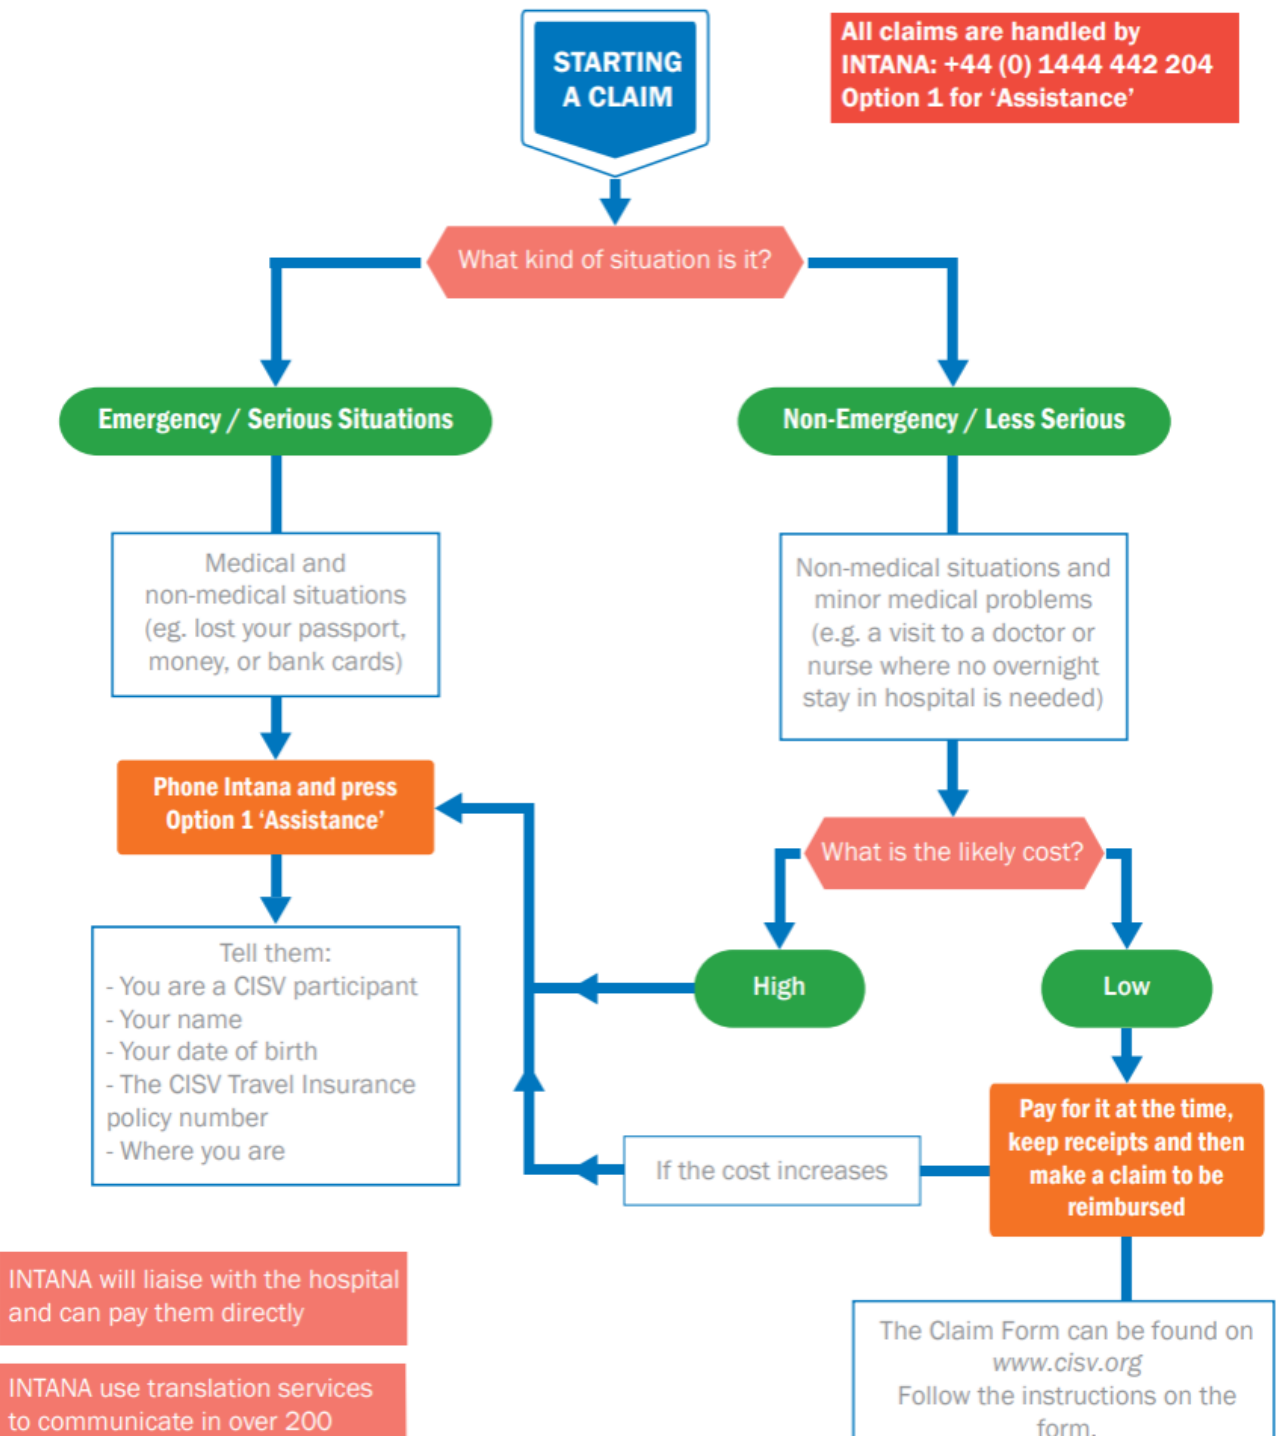 STARTING
A CLAIM
All claims are handled by
INTANA: +44 (0) 1444 442 204
Option 1 for ‘Assistance’
What kind of situation is it?
Emergency / Serious Situations
Non-Emergency / Less Serious
Medical and
non-medical situations
(eg. lost your passport,
money, or bank cards)
Non-medical situations and
minor medical problems
(e.g. a visit to a doctor or
nurse where no overnight
stay in hospital is needed)
Phone Intana and press
Option 1 ‘Assistance’
What is the likely cost?
Tell them:
- You are a CISV participant
- Your name
- Your date of birth
- The CISV Travel Insurance
policy number
- Where you are
High
Low
Pay for it at the time,
keep receipts and then
make a claim to be
reimbursed
If the cost increases
INTANA will liaise with the hospital
and can pay them directly
The Claim Form can be found on
www.cisv.org
Follow the instructions on the
form.
INTANA use translation services
to communicate in over 200